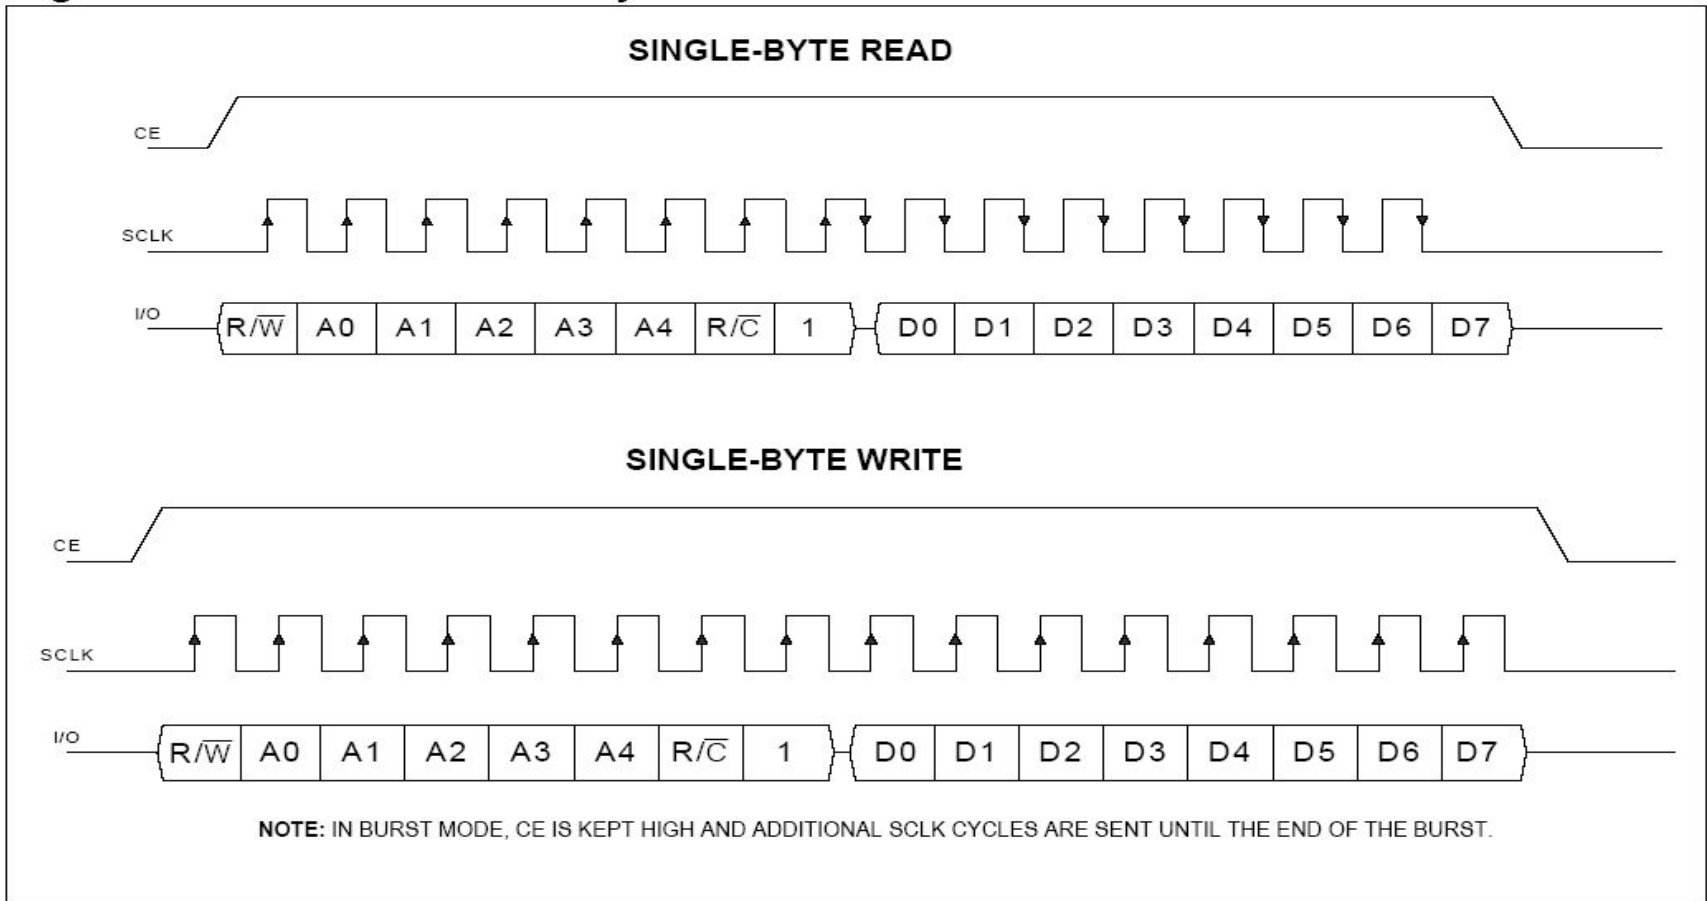 SINGLE-BYTE READ
CE
SCLK
I/O R/W̅ A0 A1 A2 A3 A4 R/C̅ 1 D0 D1 D2 D3 D4 D5 D6 D7
SINGLE-BYTE WRITE
CE
SCLK
I/O R/W̅ A0 A1 A2 A3 A4 R/C̅ 1 D0 D1 D2 D3 D4 D5 D6 D7
NOTE: IN BURST MODE, CE IS KEPT HIGH AND ADDITIONAL SCLK CYCLES ARE SENT UNTIL THE END OF THE BURST.